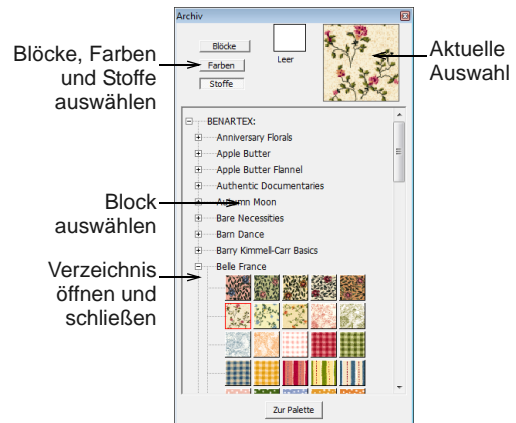 Archiv
Blöcke
Farben
Stoffe
Leer
Blöcke, Farben
und Stoffe
auswählen
Aktuelle
Auswahl
BENARTEX:
Anniversary Florals
Apple Butter
Apple Butter Flannel
Authentic Documentaries
Autumn Moon
Bare Necessities
Barn Dance
Barry Kimmell-Carr Basics
Belle France
Block
auswählen
Verzeichnis
öffnen und
schließen
Zur Palette